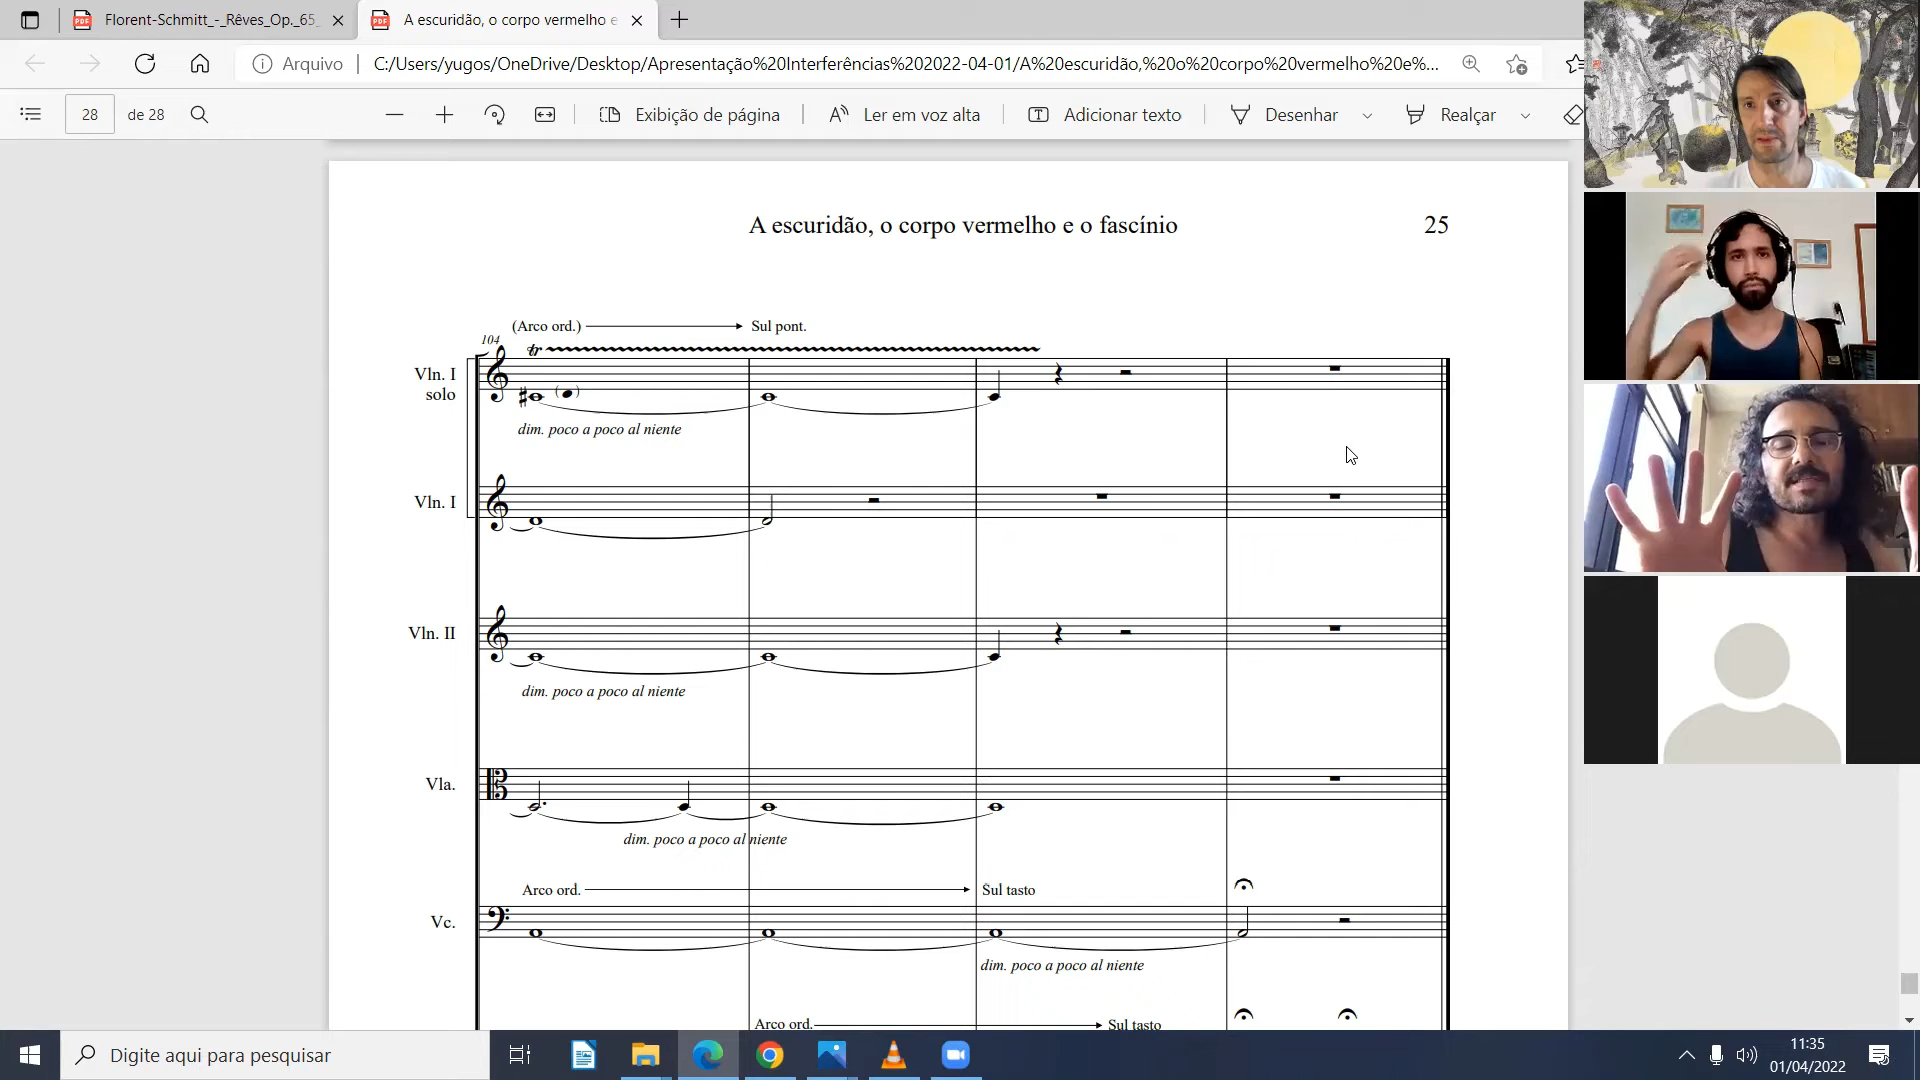 Florent-Schmitt_-_Rêves_Op._65_
A escuridão, o corpo vermelho e
Arquivo
C:/Users/yugos/OneDrive/Desktop/Apresentação%20Interferências%202022-04-01/A%20escuridão,%20o%20corpo%20vermelho%20e%...
28 de 28
Exibição de página
Ler em voz alta
Adicionar texto
Desenhar
Realçar
A escuridão, o corpo vermelho e o fascínio
25
(Arco ord.) Sul pont.
104
tr
Vln. I
solo
dim. poco a poco al niente
Vln. I
Vln. II
dim. poco a poco al niente
Vla.
dim. poco a poco al niente
Arco ord. Sul tasto
Vc.
dim. poco a poco al niente
Arco ord. Sul tasto
Digite aqui para pesquisar
11:35
01/04/2022